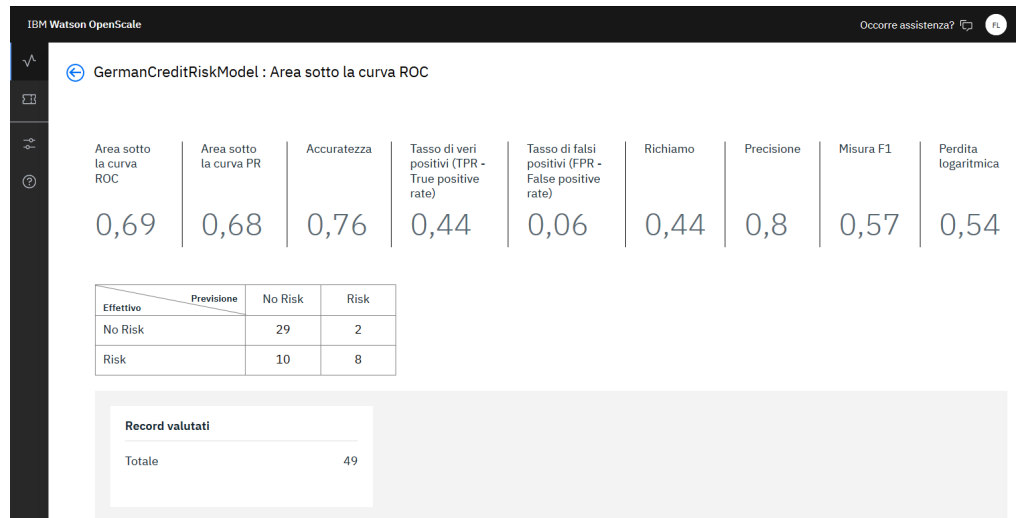 IBM Watson OpenScale
Occorre assistenza?
FL
GermanCreditRiskModel : Area sotto la curva ROC
Area sotto
la curva
ROC
0,69
Area sotto
la curva PR
0,68
Accuratezza
0,76
Tasso di veri
positivi (TPR -
True positive
rate)
0,44
Tasso di falsi
positivi (FPR -
False positive
rate)
0,06
Richiamo
0,44
Precisione
0,8
Misura F1
0,57
Perdita
logaritmica
0,54
Effettivo Previsione No Risk Risk
No Risk 29 2
Risk 10 8
Record valutati
Totale 49